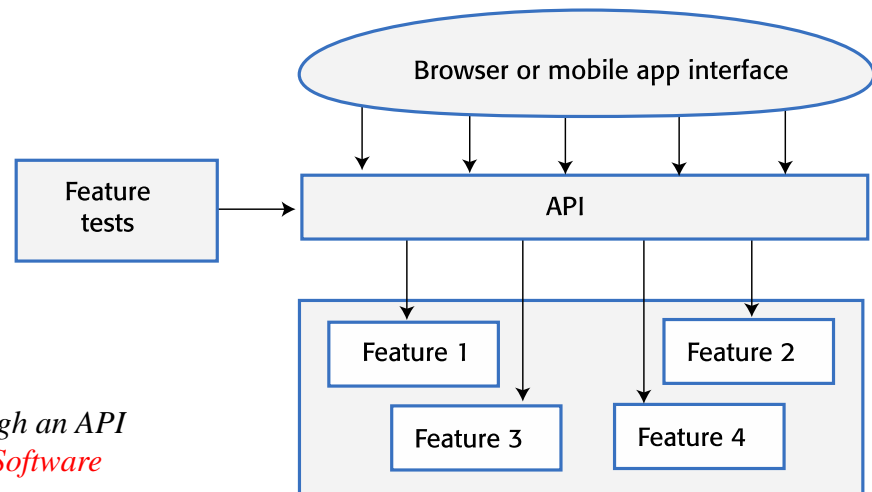 Browser or mobile app interface
Feature
tests
API
Feature 1
Feature 2
Feature 3
Feature 4
an API
Software